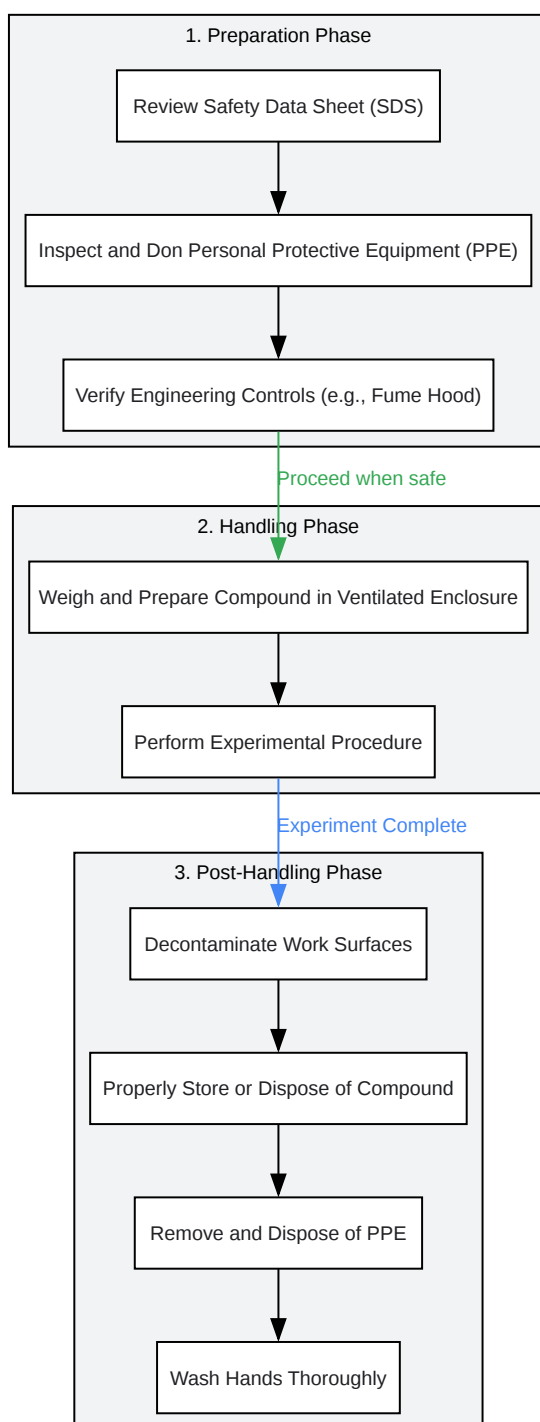 1. Preparation Phase
Review Safety Data Sheet (SDS)
Inspect and Don Personal Protective Equipment (PPE)
Verify Engineering Controls (e.g., Fume Hood)
Proceed when safe
2. Handling Phase
Weigh and Prepare Compound in Ventilated Enclosure
Perform Experimental Procedure
Experiment Complete
3. Post-Handling Phase
Decontaminate Work Surfaces
Properly Store or Dispose of Compound
Remove and Dispose of PPE
Wash Hands Thoroughly